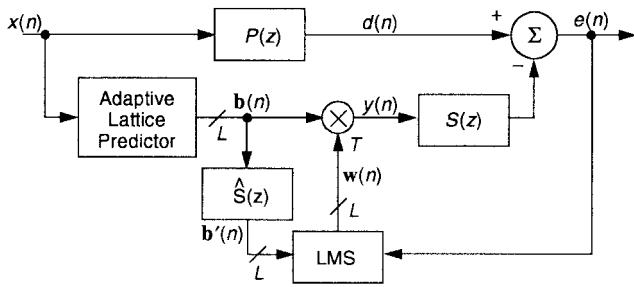 x(n)
P(z)
d(n)
+
Σ
e(n)
−
Adaptive
Lattice
Predictor
L
b(n)
T
y(n)
S(z)
Ŝ(z)
w(n)
L
b′(n)
L
LMS